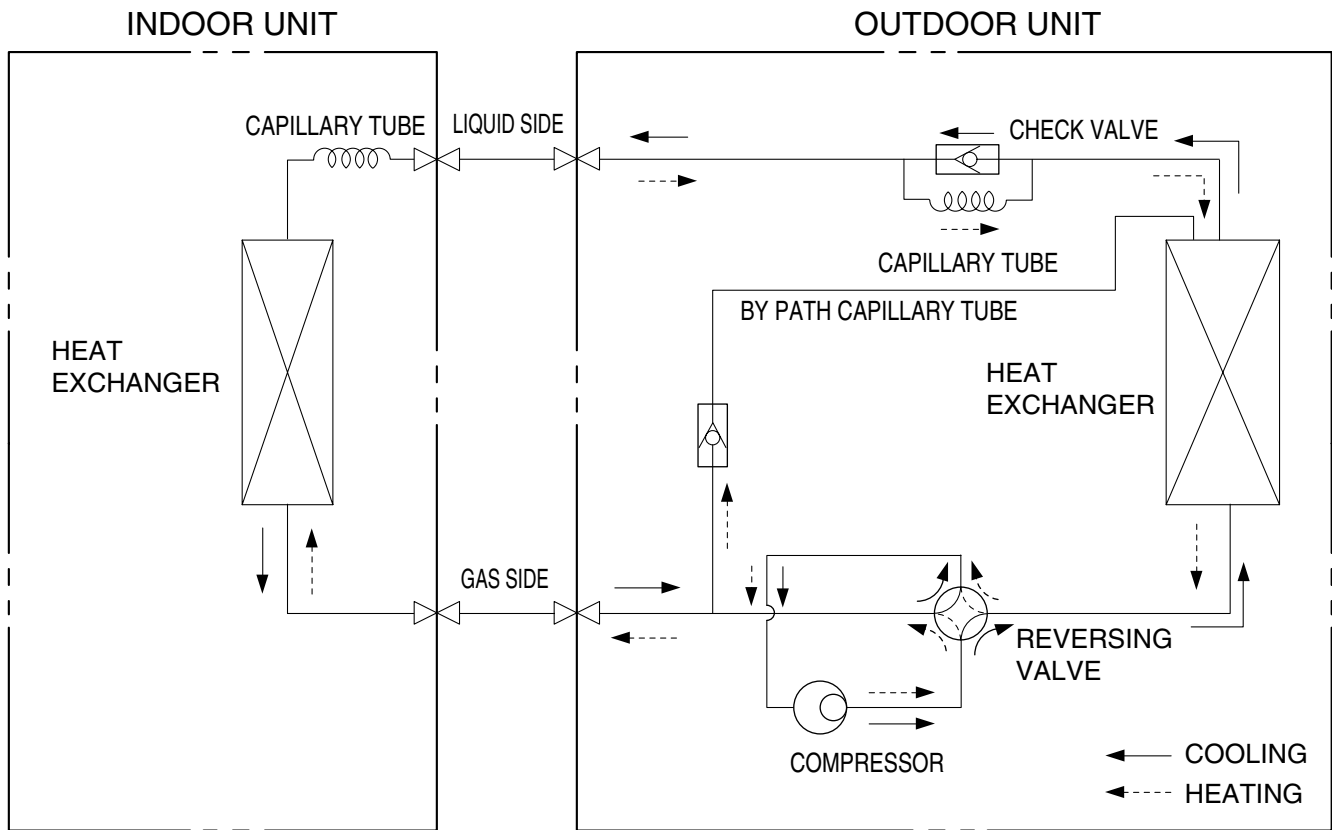 INDOOR UNIT
OUTDOOR UNIT
CAPILLARY TUBE
LIQUID SIDE
CHECK VALVE
CAPILLARY TUBE
BY PATH CAPILLARY TUBE
HEAT
EXCHANGER
HEAT
EXCHANGER
GAS SIDE
REVERSING
VALVE
COMPRESSOR
COOLING
HEATING